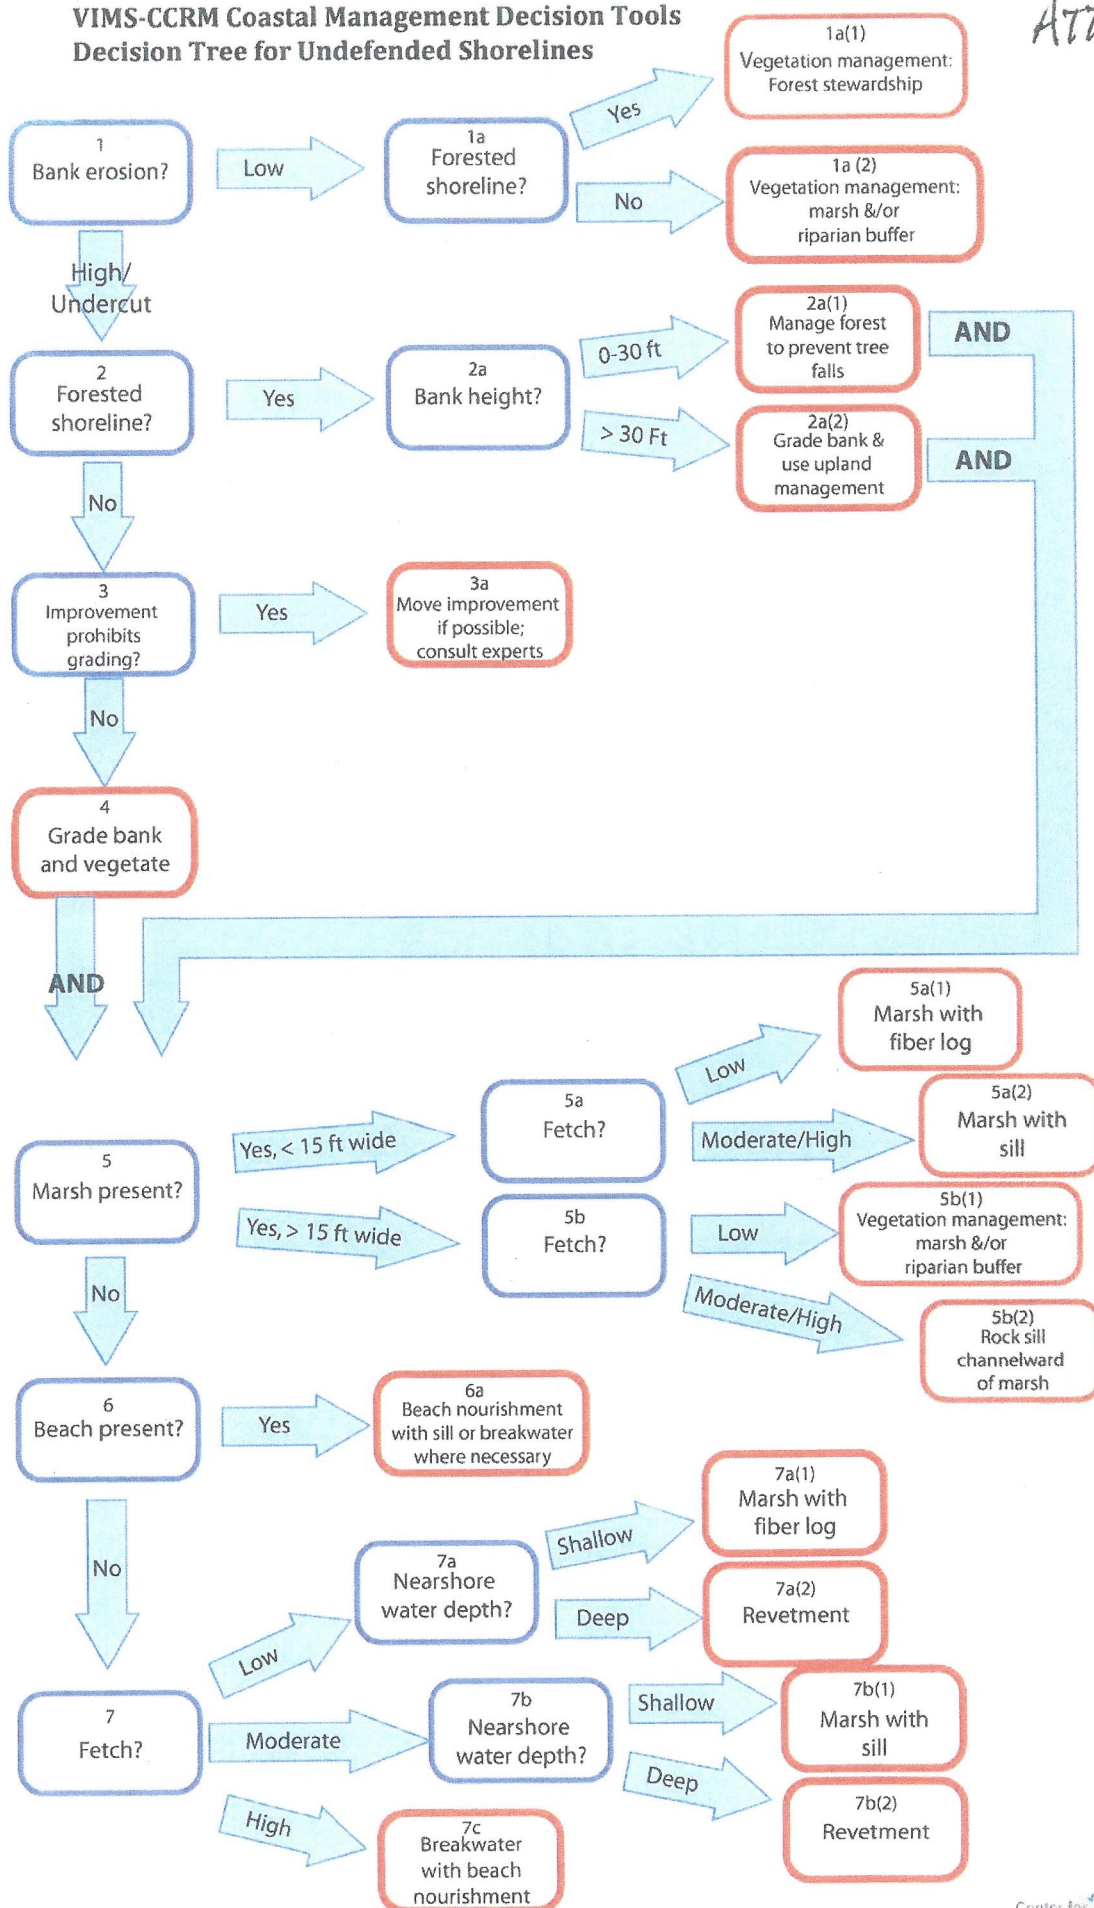 VIMS-CCRM Coastal Management Decision Tools
Decision Tree for Undefended Shorelines
1
Bank erosion?
Low
1a
Forested
shoreline?
Yes
1a(1)
Vegetation management:
Forest stewardship
No
1a (2)
Vegetation management:
marsh &/or
riparian buffer
High/
Undercut
2
Forested
shoreline?
Yes
2a
Bank height?
0-30 ft
2a(1)
Manage forest
to prevent tree
falls
AND
> 30 Ft
2a(2)
Grade bank &
use upland
management
AND
No
3
Improvement
prohibits
grading?
Yes
3a
Move improvement
if possible;
consult experts
No
4
Grade bank
and vegetate
AND
5
Marsh present?
Yes, < 15 ft wide
5a
Fetch?
Low
5a(1)
Marsh with
fiber log
Moderate/High
5a(2)
Marsh with
sill
Yes, > 15 ft wide
5b
Fetch?
Low
5b(1)
Vegetation management:
marsh &/or
riparian buffer
Moderate/High
5b(2)
Rock sill
channelward
of marsh
No
6
Beach present?
Yes
6a
Beach nourishment
with sill or breakwater
where necessary
No
7
Fetch?
Low
7a
Nearshore
water depth?
Shallow
7a(1)
Marsh with
fiber log
Deep
7a(2)
Revetment
Moderate
7b
Nearshore
water depth?
Shallow
7b(1)
Marsh with
sill
Deep
7b(2)
Revetment
High
7c
Breakwater
with beach
nourishment